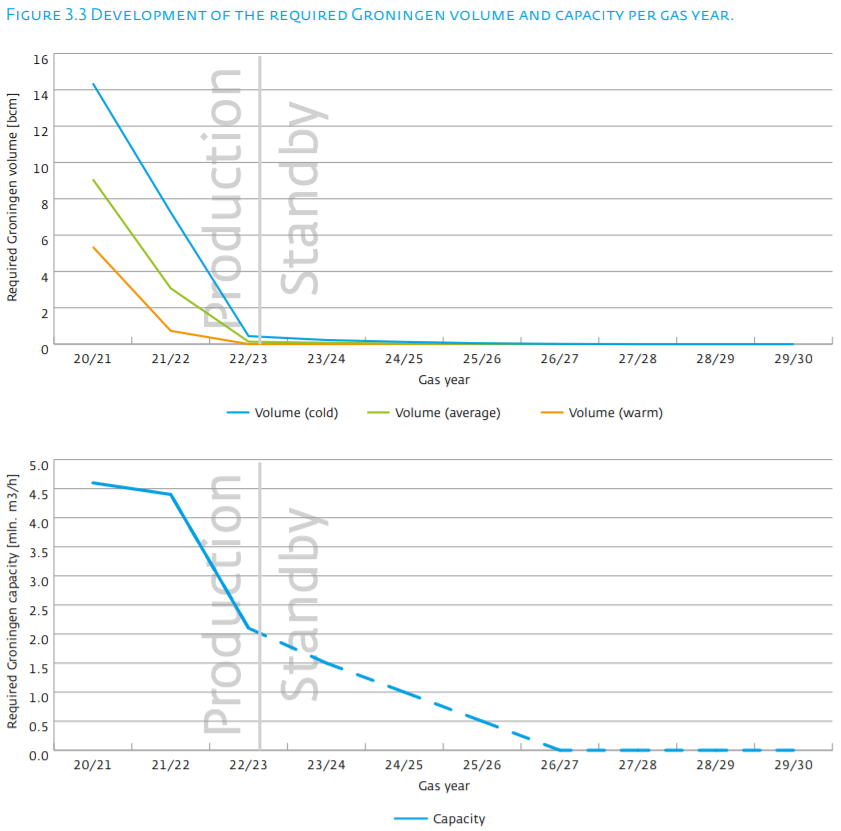 FIGURE 3.3 DEVELOPMENT OF THE REQUIRED GRONINGEN VOLUME AND CAPACITY PER GAS YEAR.
Required Groningen volume [bcm]
16
14
12
10
8
6
4
2
0
Production
Standby
20/21 21/22 22/23 23/24 24/25 25/26 26/27 27/28 28/29 29/30
Gas year
Volume (cold) Volume (average) Volume (warm)
Required Groningen capacity [mln. m3/h]
5.0
4.5
4.0
3.5
3.0
2.5
2.0
1.5
1.0
0.5
0.0
Production
Standby
20/21 21/22 22/23 23/24 24/25 25/26 26/27 27/28 28/29 29/30
Gas year
Capacity